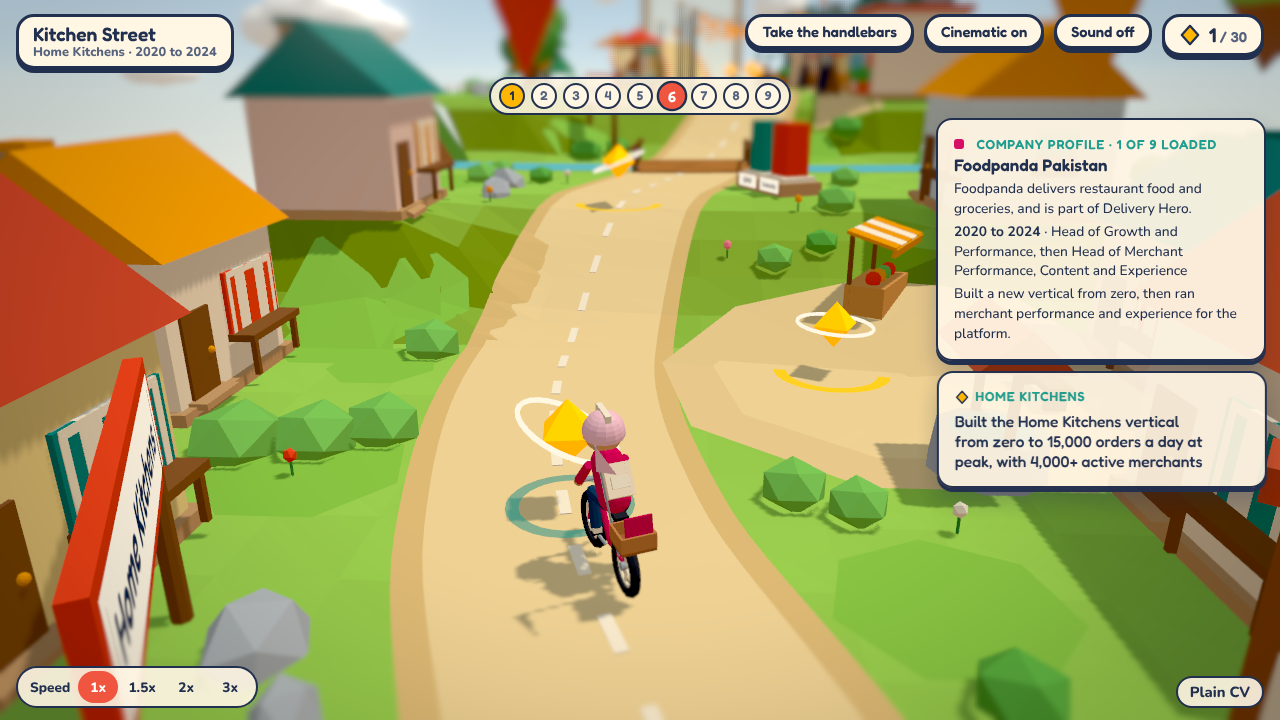 Kitchen Street
Home Kitchens · 2020 to 2024
Take the handlebars
Cinematic on
Sound off
1 / 30
1 2 3 4 5 6 7 8 9
COMPANY PROFILE · 1 OF 9 LOADED
Foodpanda Pakistan
Foodpanda delivers restaurant food and
groceries, and is part of Delivery Hero.
2020 to 2024 · Head of Growth and
Performance, then Head of Merchant
Performance, Content and Experience
Built a new vertical from zero, then ran
merchant performance and experience for the
platform.
HOME KITCHENS
Built the Home Kitchens vertical
from zero to 15,000 orders a day at
peak, with 4,000+ active merchants
Home Kitchens
Speed 1x 1.5x 2x 3x
Plain CV